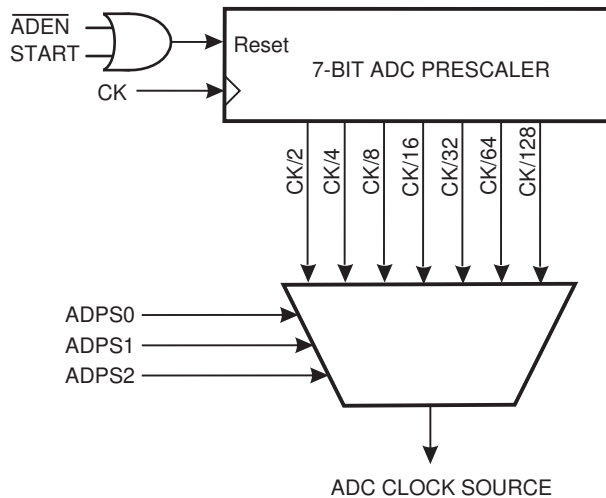 ADEN
START
Reset
7-BIT ADC PRESCALER
CK
CK/2
CK/4
CK/8
CK/16
CK/32
CK/64
CK/128
ADPS0
ADPS1
ADPS2
ADC CLOCK SOURCE